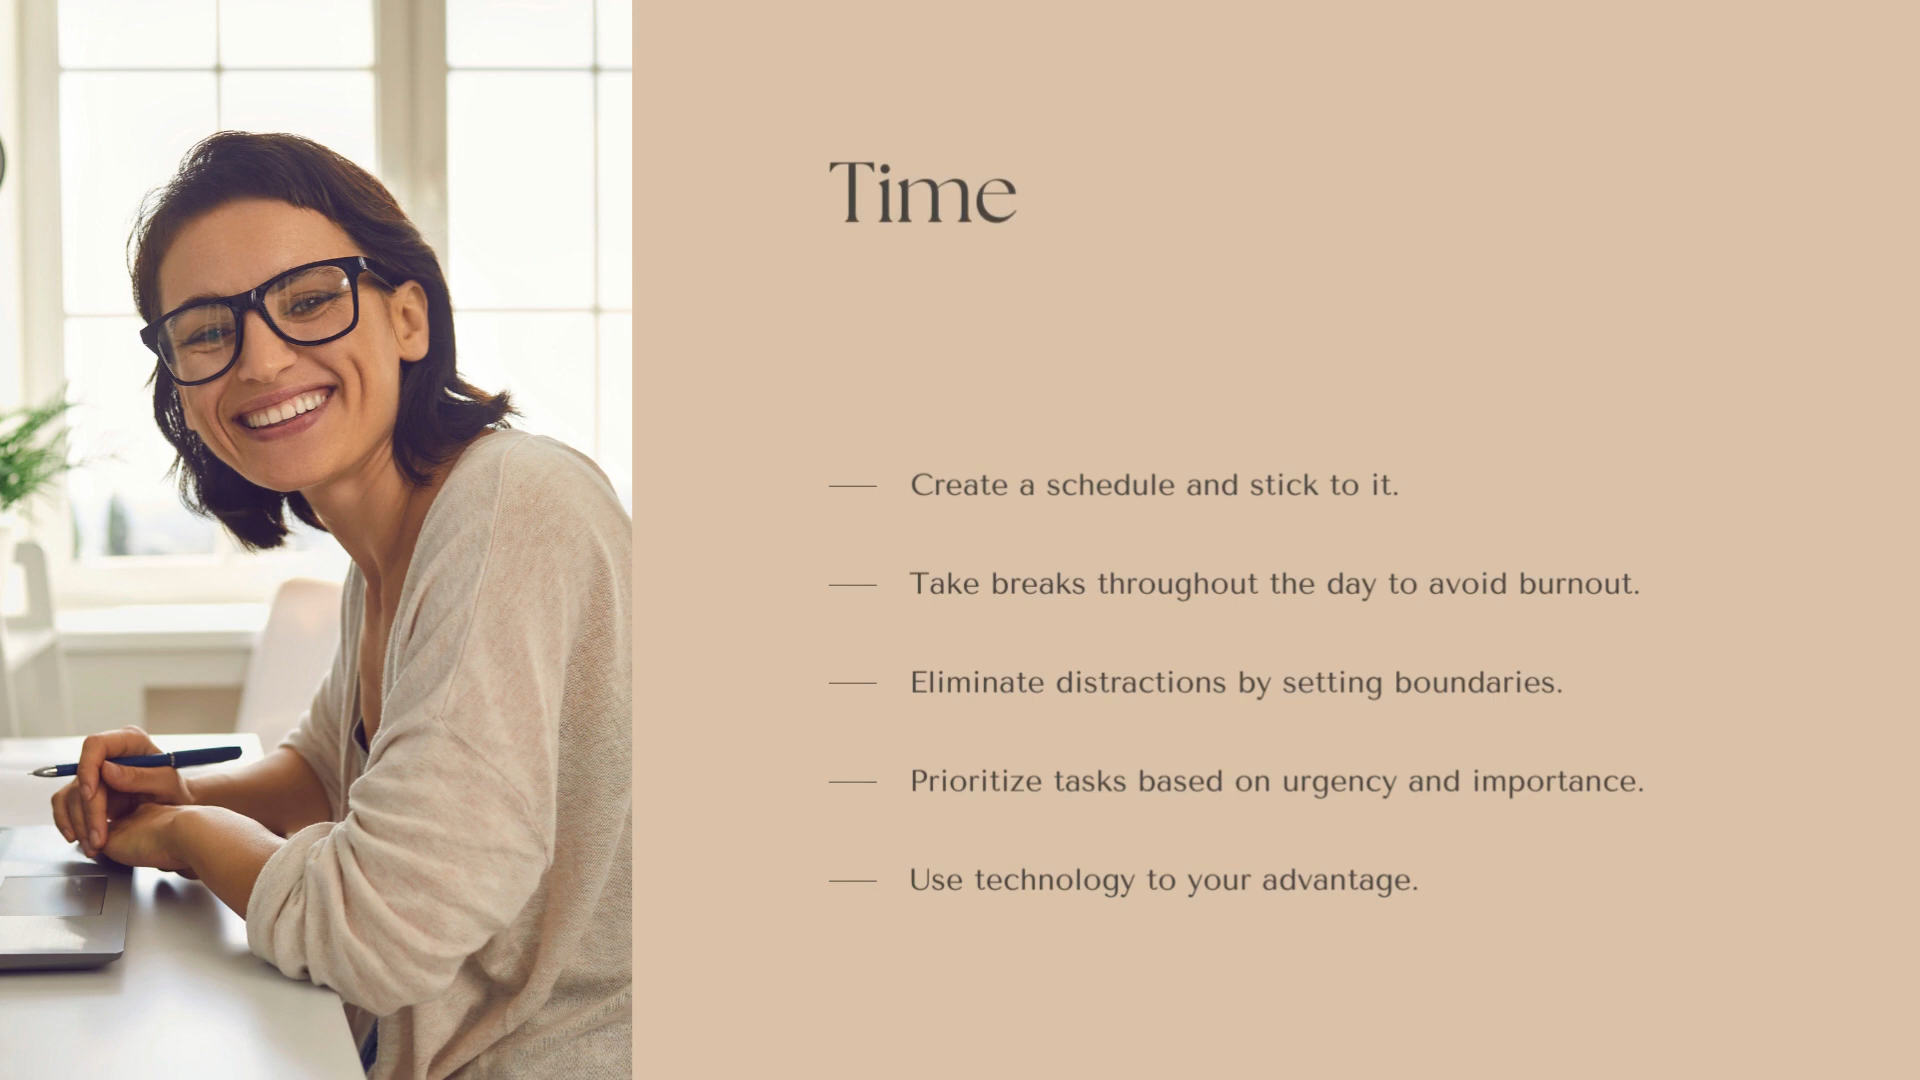 Time
Create a schedule and stick to it.
Take breaks throughout the day to avoid burnout.
Eliminate distractions by setting boundaries.
Prioritize tasks based on urgency and importance.
Use technology to your advantage.